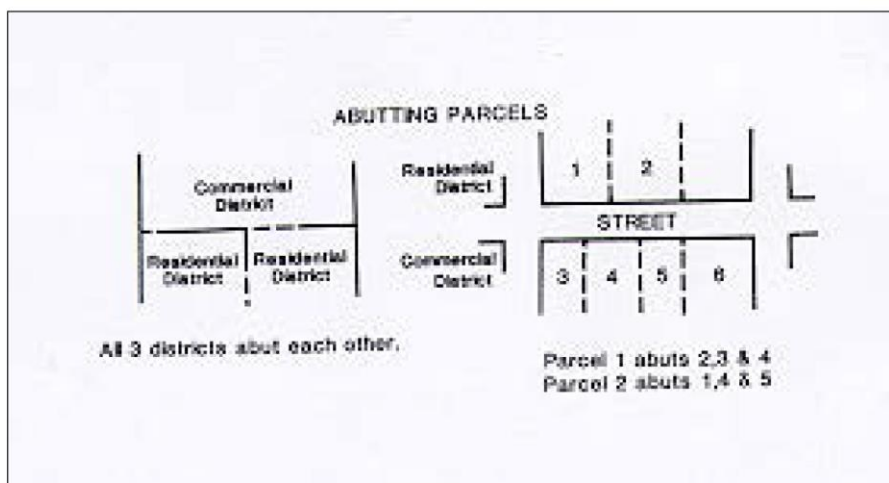 ABUTTING PARCELS
Commercial
District
Residential
District
Residential
District
All 3 districts abut each other.
Residential
District
1
2
STREET
Commercial
District
3
4
5
6
Parcel 1 abuts 2,3 & 4
Parcel 2 abuts 1,4 & 5